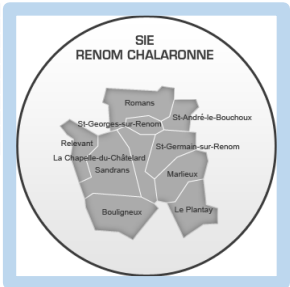 SIE
RENOM CHALARONNE
Romans
St-André-le-Bouchoux
St-Georges-sur-Renom
Relevant
St-Germain-sur-Renom
La Chapelle-du-Châtelard
Sandrans
Marlieux
Bouligneux
Le Plantay